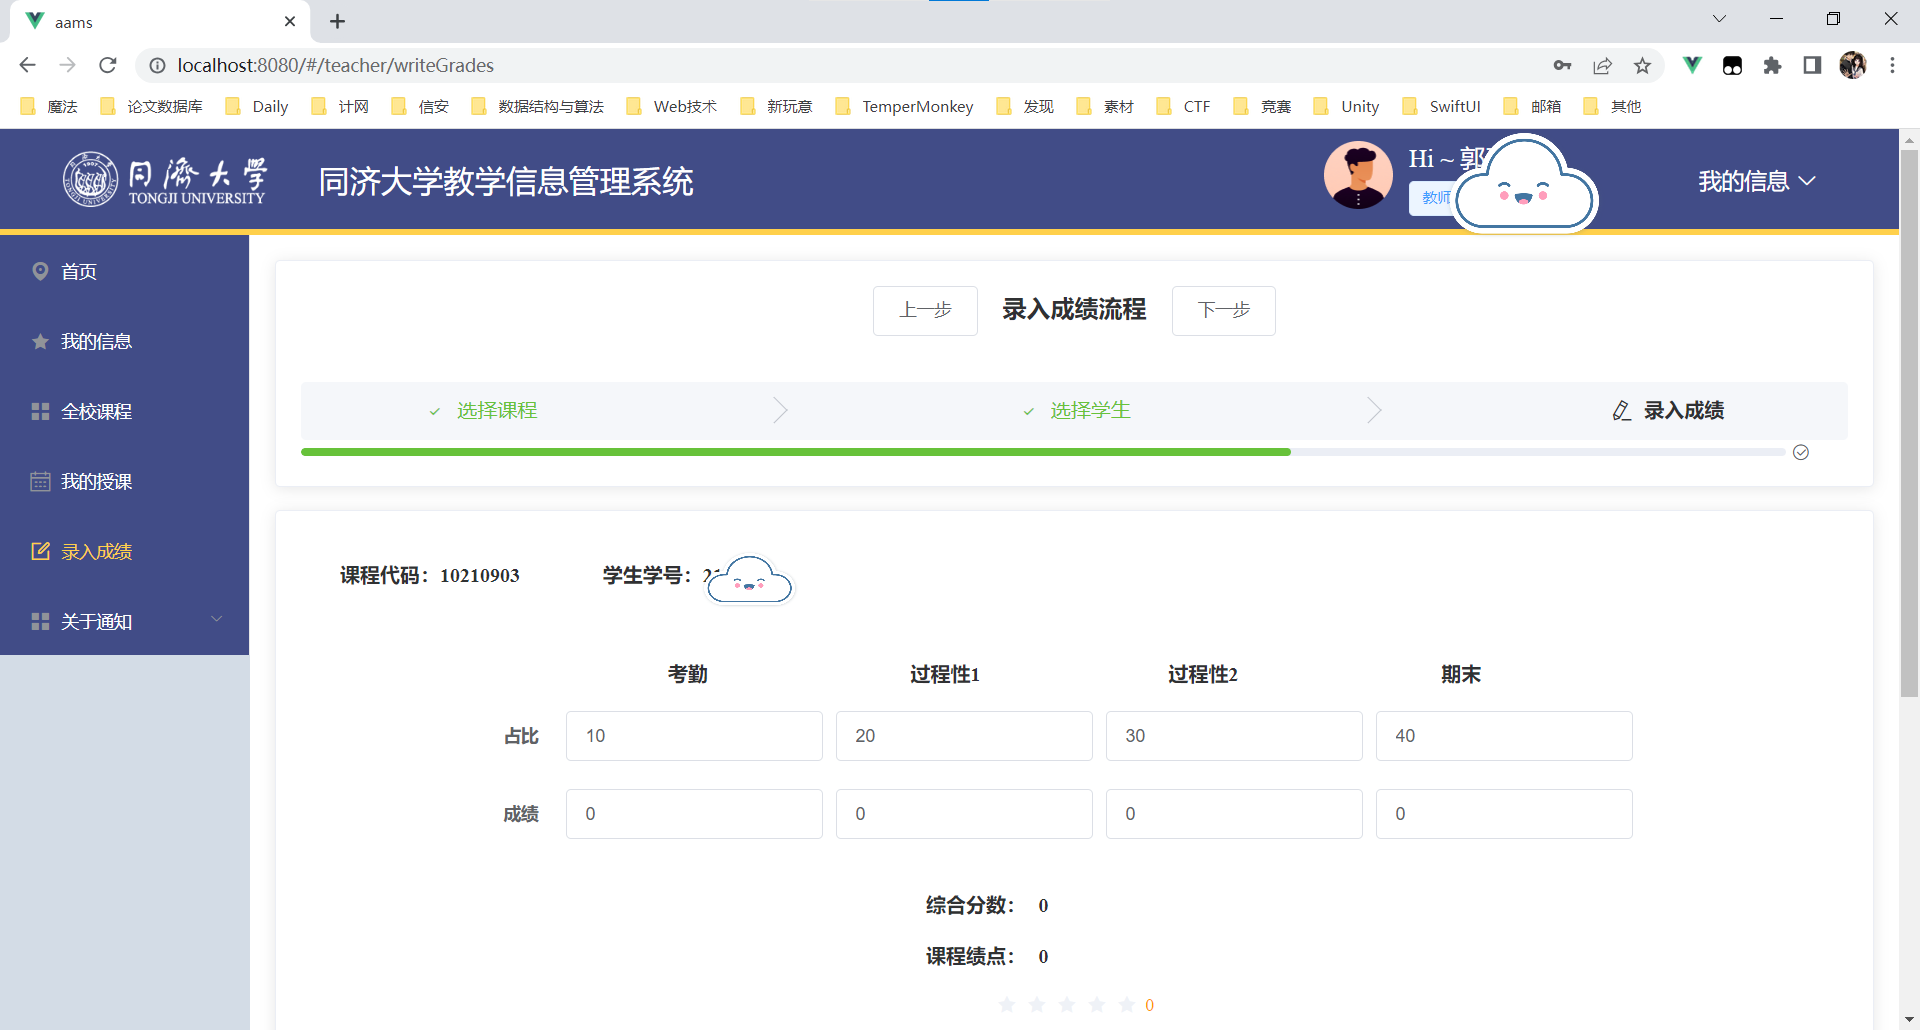 aams
localhost:8080/#/teacher/writeGrades
魔法 论文数据库 Daily 计网 信安 数据结构与算法 Web技术 新玩意 TemperMonkey 发现 素材 CTF 竞赛 Unity SwiftUI 邮箱 其他
同濟大学
TONGJI UNIVERSITY
同济大学教学信息管理系统
Hi ~ 郭
教师
我的信息
首页
我的信息
全校课程
我的授课
录入成绩
关于通知
上一步 录入成绩流程 下一步
选择课程 选择学生 录入成绩
课程代码：10210903 学生学号：21
考勤 过程性1 过程性2 期末
占比 10 20 30 40
成绩 0 0 0 0
综合分数： 0
课程绩点： 0
0